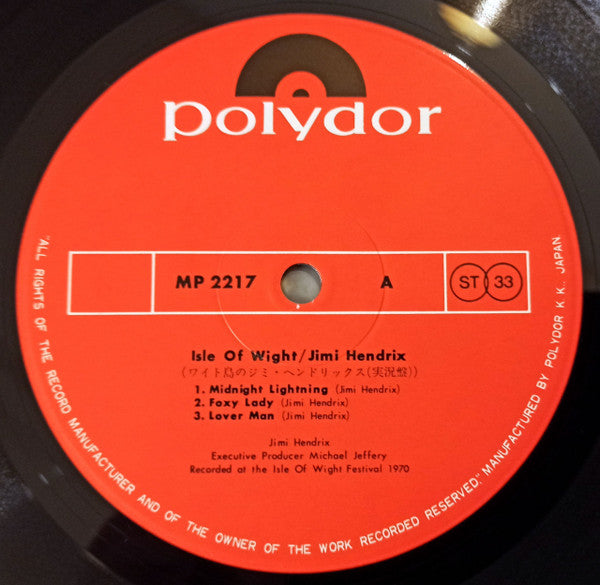 polydor
MP 2217 A ST 33
Isle Of Wight/Jimi Hendrix
(ワイト島のジミ・ヘンドリックス(実況盤))
1. Midnight Lightning (Jimi Hendrix)
2. Foxy Lady (Jimi Hendrix)
3. Lover Man (Jimi Hendrix)
Jimi Hendrix
Executive Producer Michael Jeffery
Recorded at the Isle Of Wight Festival 1970
"ALL RIGHTS OF THE RECORD MANUFACTURER AND OF THE OWNER OF THE WORK RECORDED RESERVED." MANUFACTURED BY POLYDOR K.K., JAPAN